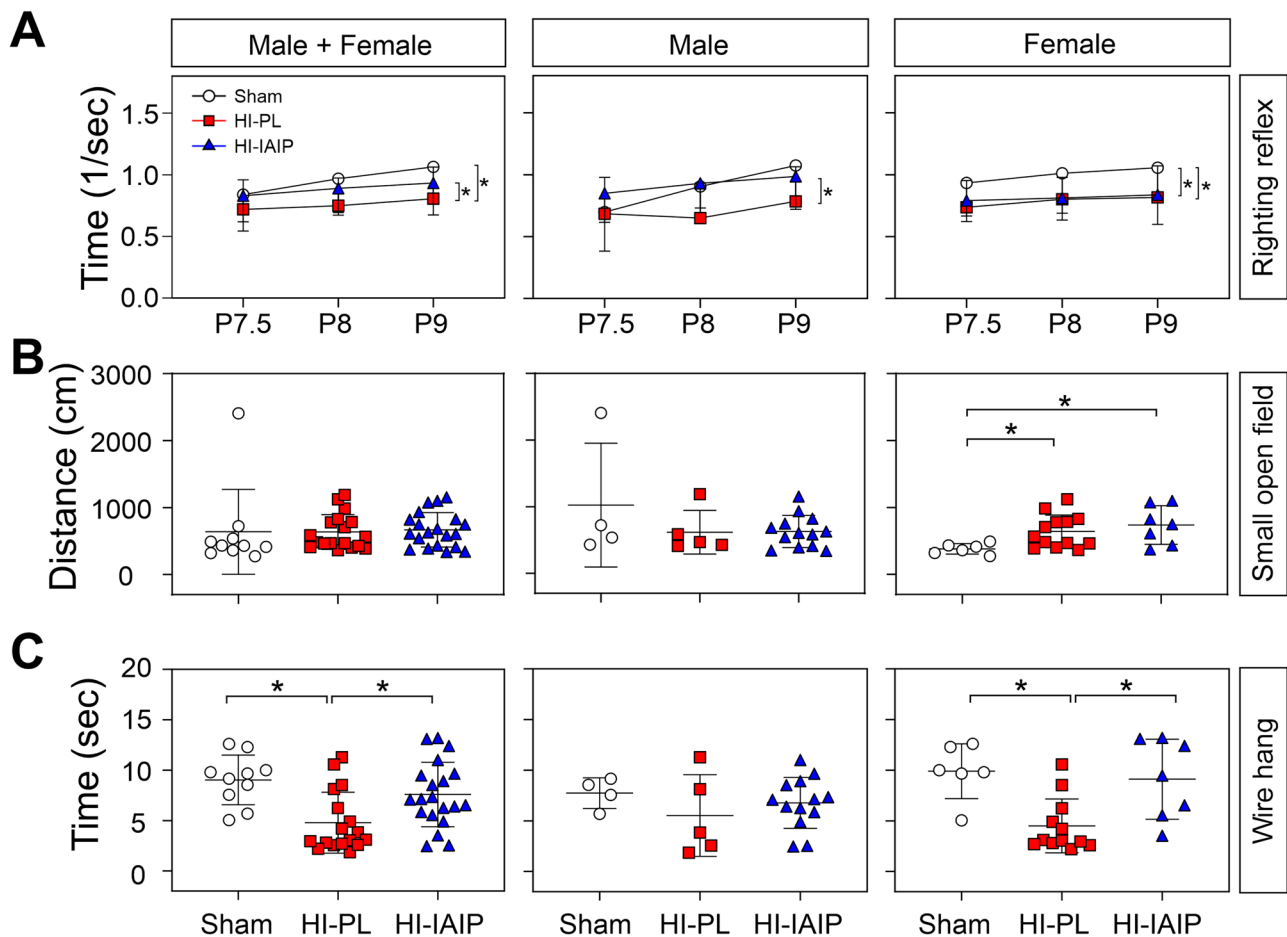 A
Male + Female
Male
Female
Time (1/sec)
1.5
1.0
0.5
0.0
Sham
HI-PL
HI-IAIP
*
*
*
*
*
P7.5
P8
P9
P7.5
P8
P9
P7.5
P8
P9
Righting reflex
B
Distance (cm)
3000
2000
1000
0
*
*
Small open field
C
Time (sec)
20
15
10
5
0
*
*
*
*
Sham
HI-PL
HI-IAIP
Sham
HI-PL
HI-IAIP
Sham
HI-PL
HI-IAIP
Wire hang